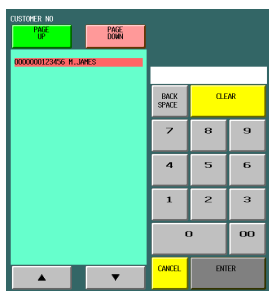 CUSTOMER NO
PAGE
UP
PAGE
DOWN
0000000123456 M.JAMES
BACK
SPACE
CLEAR
7
8
9
4
5
6
1
2
3
0
00
▲
▼
CANCEL
ENTER